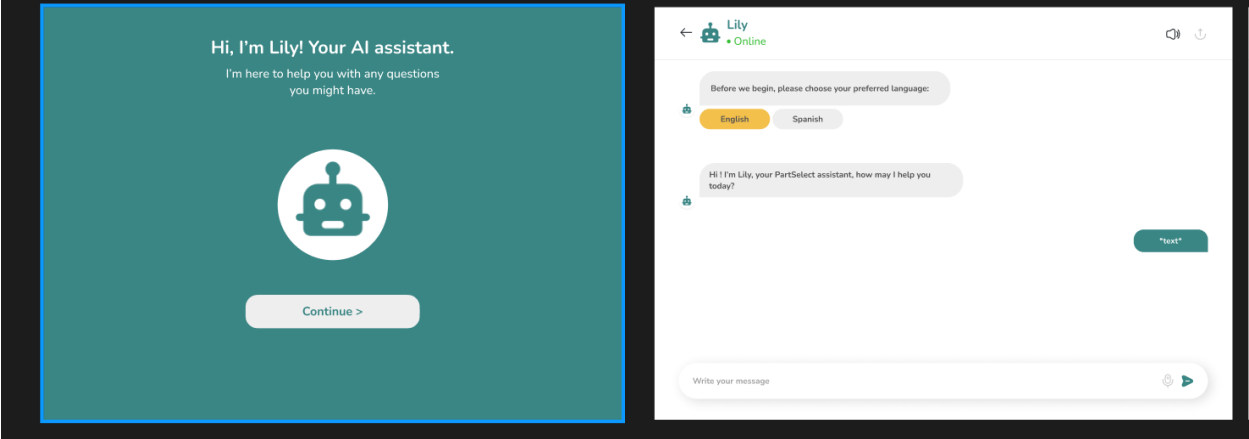 Hi, I'm Lily! Your AI assistant.
I'm here to help you with any questions
you might have.
Continue >
Lily
• Online
Before we begin, please choose your preferred language:
English
Spanish
Hi ! I'm Lily, your PartSelect assistant, how may I help you
today?
*text*
Write your message